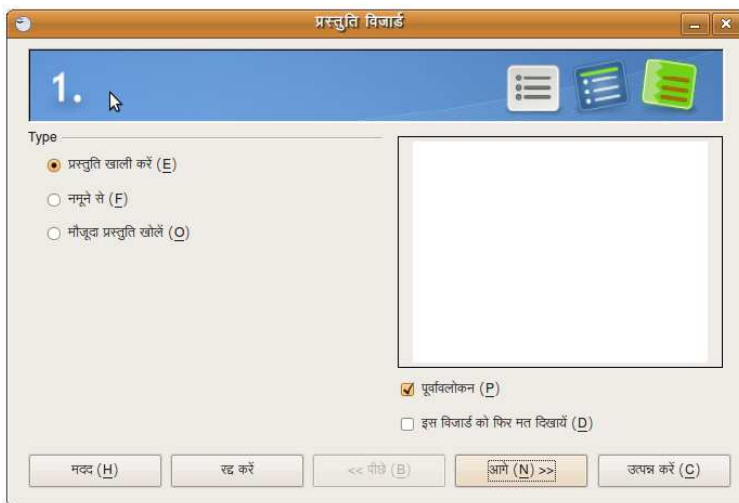 प्रस्तुति विजार्ड
1.
Type
प्रस्तुति खाली करें (E)
नमूने से (F)
मौजूदा प्रस्तुति खोलें (O)
पूर्वावलोकन (P)
इस विजार्ड को फिर मत दिखायें (D)
मदद (H)
रद्द करें
<< पीछे (B)
आगे (N) >>
उत्पन्न करें (C)